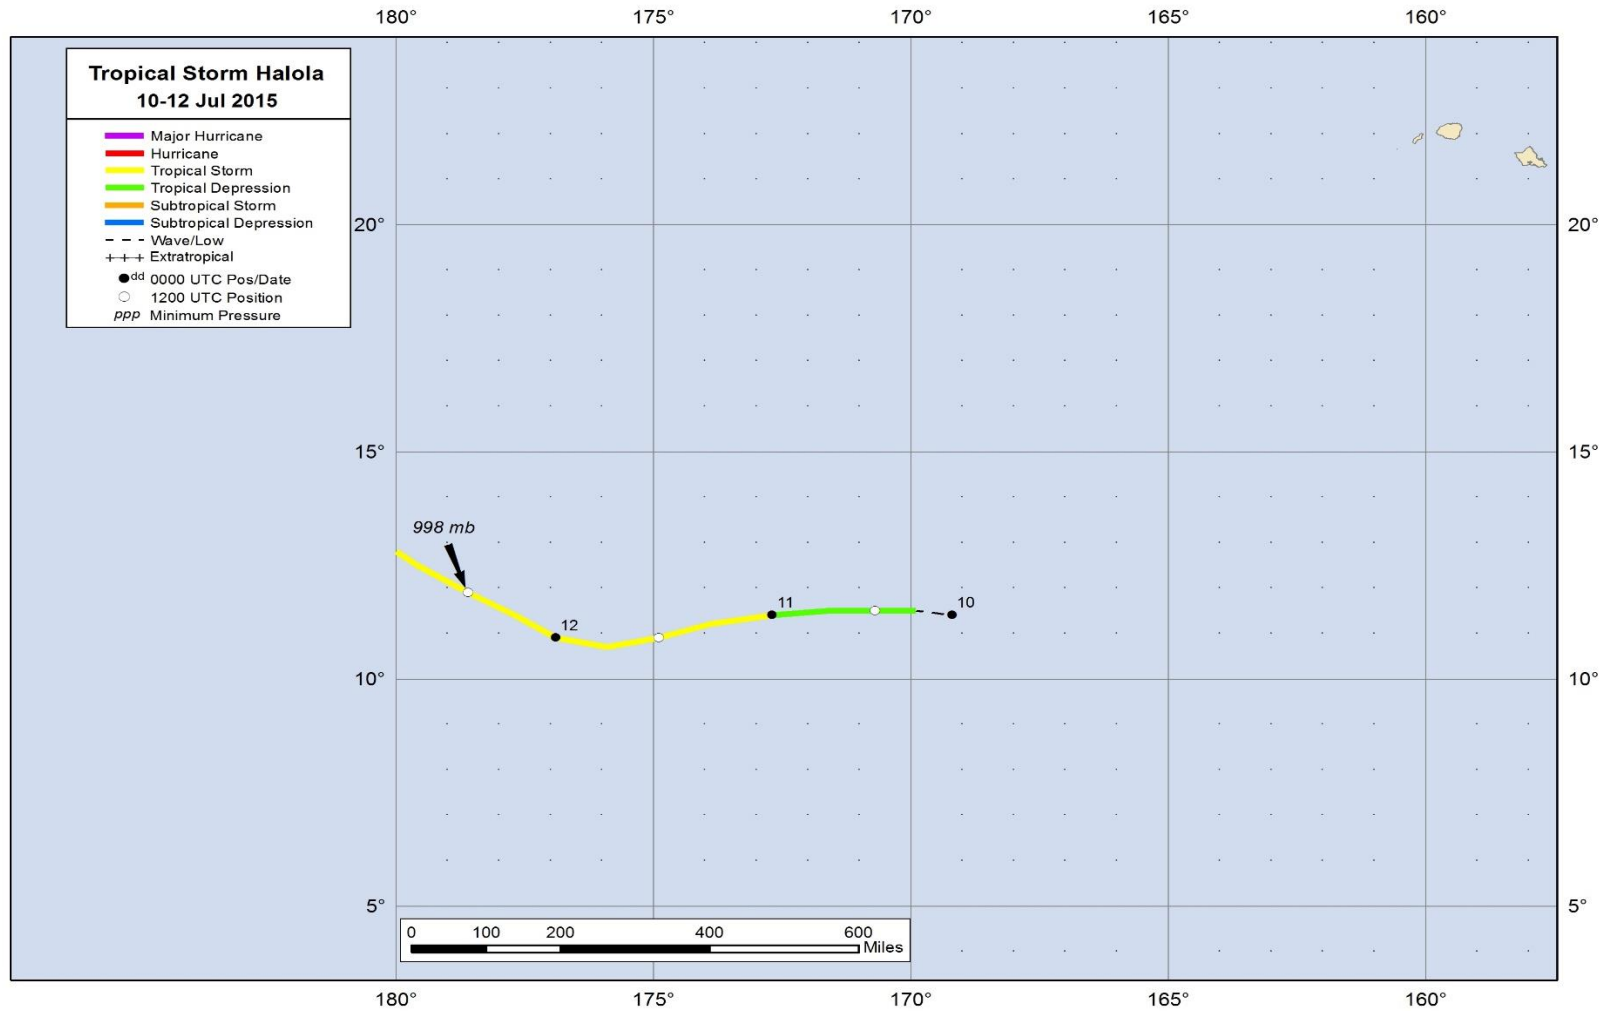 180° 175° 170° 165° 160°
Tropical Storm Halola
10-12 Jul 2015
Major Hurricane
Hurricane
Tropical Storm
Tropical Depression
Subtropical Storm
Subtropical Depression
Wave/Low
Extratropical
dd 0000 UTC Pos/Date
1200 UTC Position
ppp Minimum Pressure
20° 20°
15° 15°
998 mb
11 10
12
10° 10°
5° 5°
0 100 200 400 600
Miles
180° 175° 170° 165° 160°